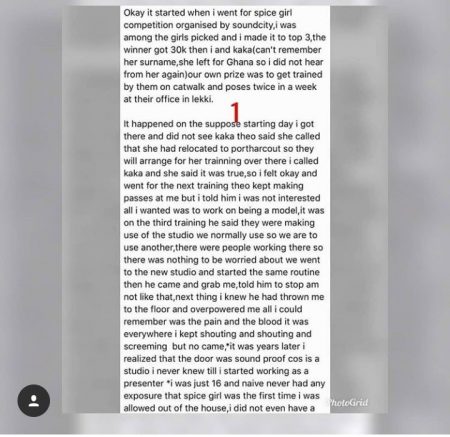 Okay it started when i went for spice girl
competition organised by soundcity,i was
among the girls picked and i made it to top 3,the
winner got 30k then i and kaka(can't remember
her surname,she left for Ghana so i did not hear
from her again)our own prize was to get trained
by them on catwalk and poses twice in a week
at their office in lekki.
1
It happened on the suppose starting day i got
there and did not see kaka theo said she called
that she had relocated to portharcout so they
will arrange for her trainning over there i called
kaka and she said it was true,so i felt okay and
went for the next training theo kept making
passes at me but i told him i was not interested
all i wanted was to work on being a model,it was
on the third training he said they were making
use of the studio we normally use so we are to
use another,there were people working there so
there was nothing to be worried about we went
to the new studio and started the same routine
then he came and grab me,told him to stop am
not like that,next thing i knew he had thrown me
to the floor and overpowered me all i could
remember was the pain and the blood it was
everywhere i kept shouting and shouting and
screeming but no came,*it was years later i
realized that the door was sound proof cos is a
studio i never knew till i started working as a
presenter *i was just 16 and naive never had any
exposure that spice girl was the first time i was
allowed out of the house,i did not even have a
PhotoGrid